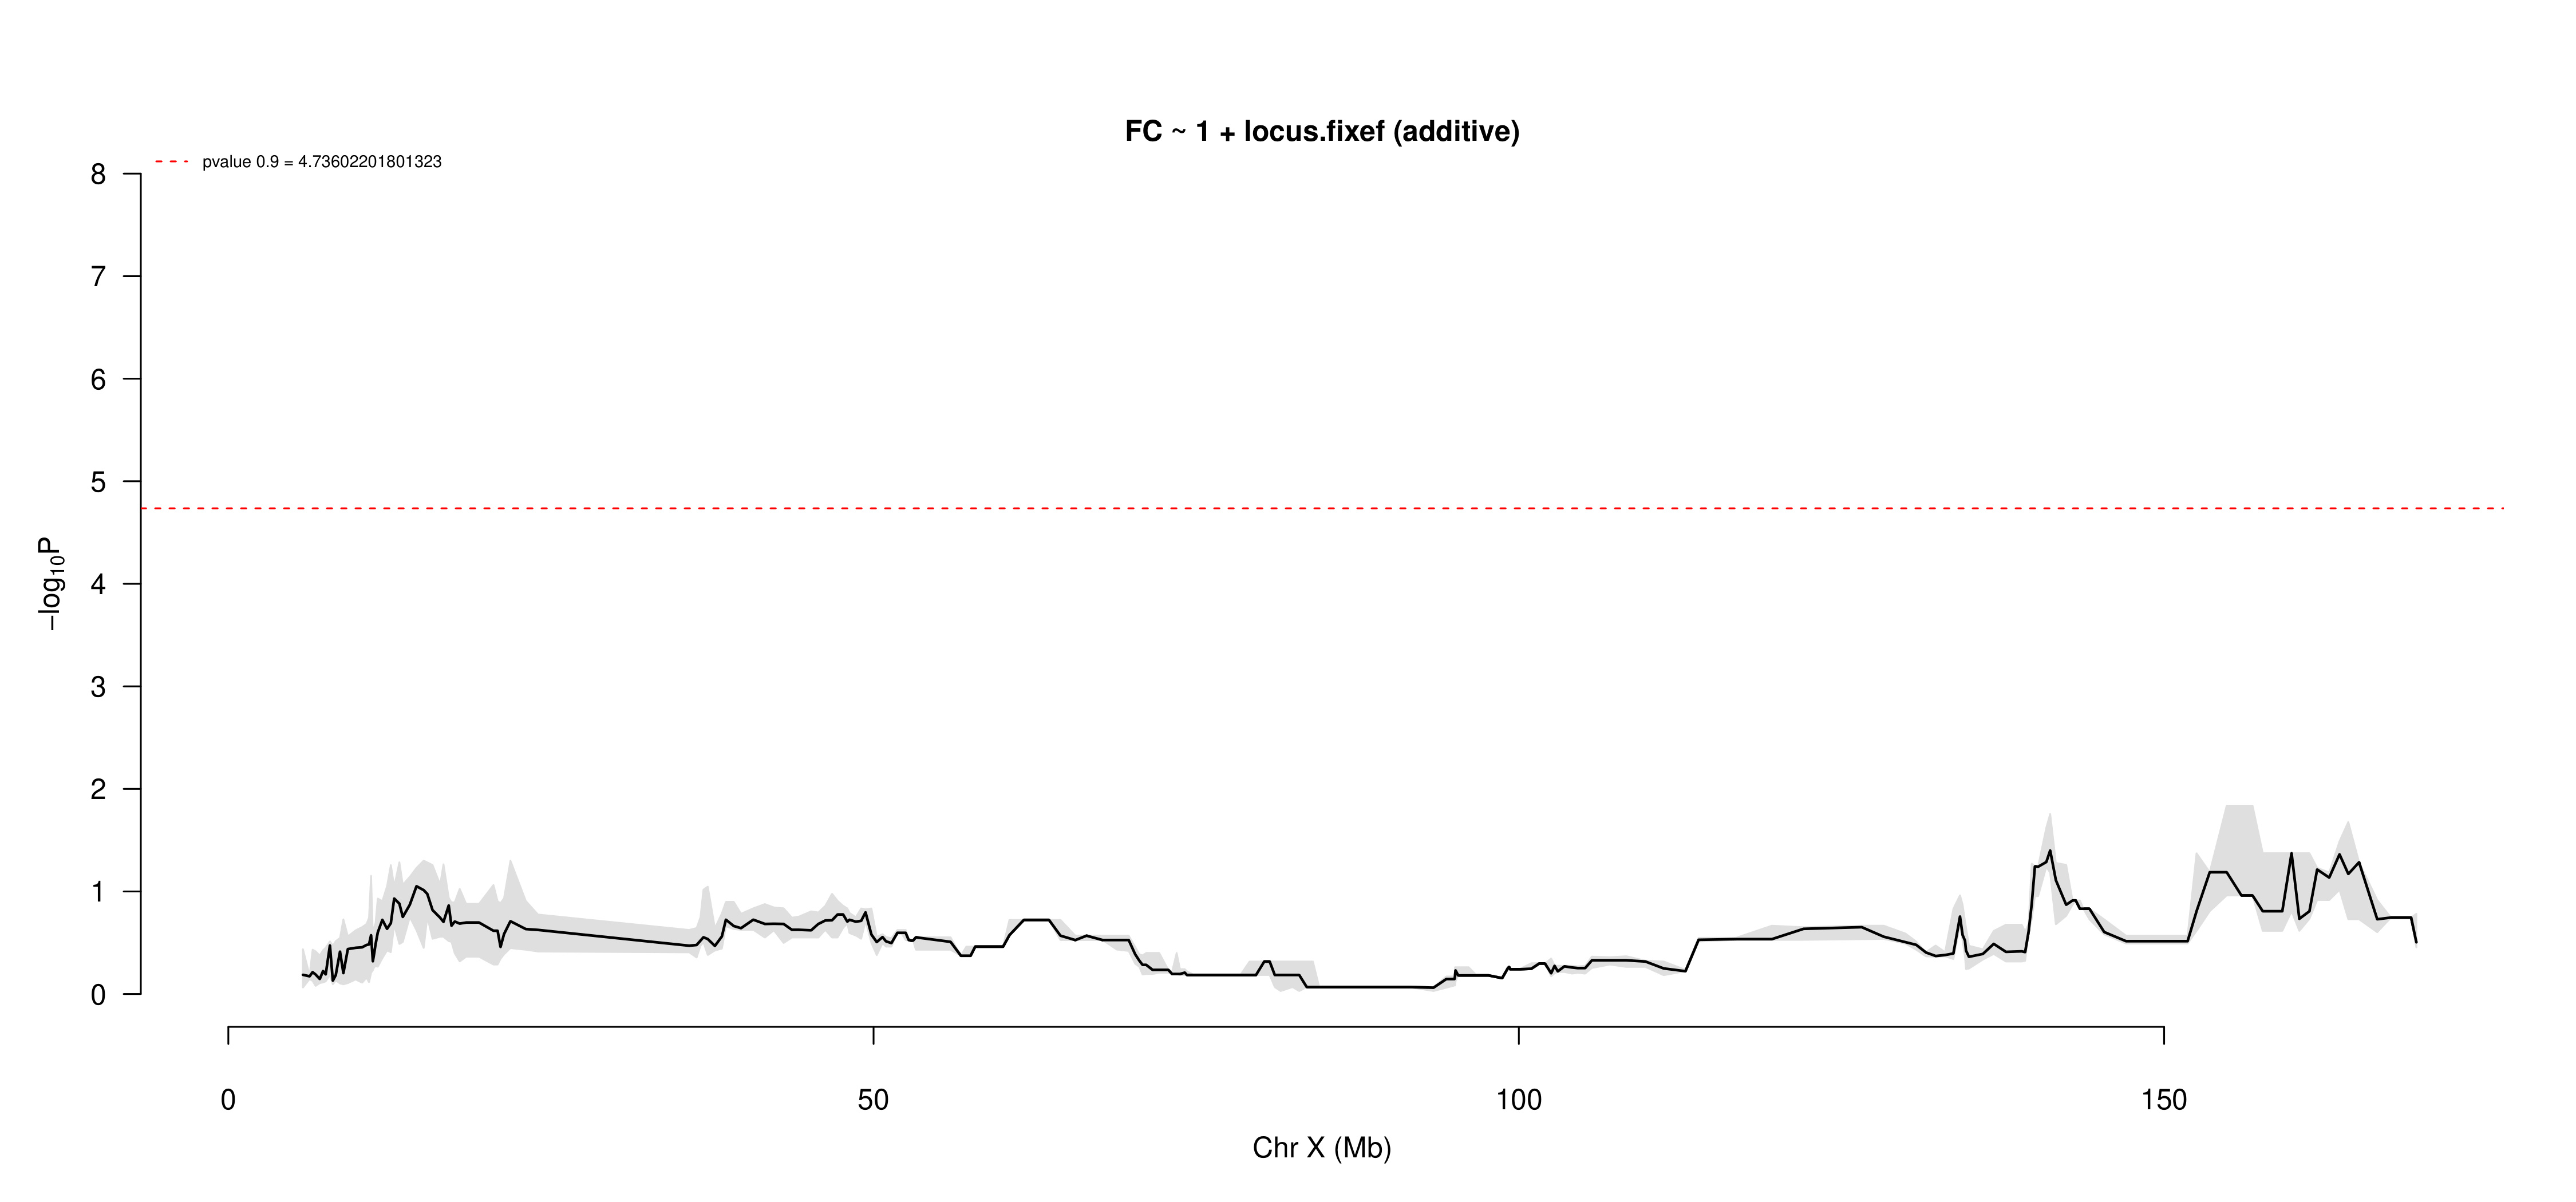 FC ~ 1 + locus.fixef (additive)
pvalue 0.9 = 4.73602201801323
8
7
6
5
4
3
2
1
0
−log10P
0 50 100 150
Chr X (Mb)